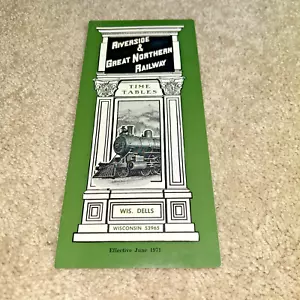 RIVERSIDE
&
GREAT NORTHERN
RAILWAY
TIME
TABLES
WIS. DELLS
WISCONSIN 53965
Effective June 1971